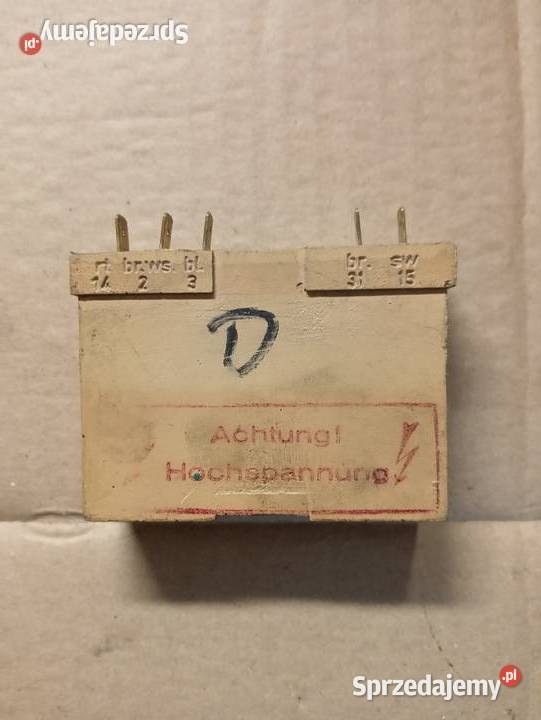 Sprzedajemy.pl
rt. br.ws. bl.
14 2 3
br. sw
31 15
D
Achtung!
Hochspannung
Sprzedajemy.pl